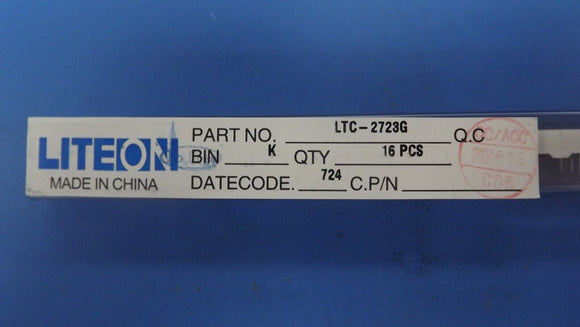 LITEON
MADE IN CHINA
PART NO. LTC-2723G Q.C
BIN K QTY 16 PCS
DATECODE. 724 C.P/N